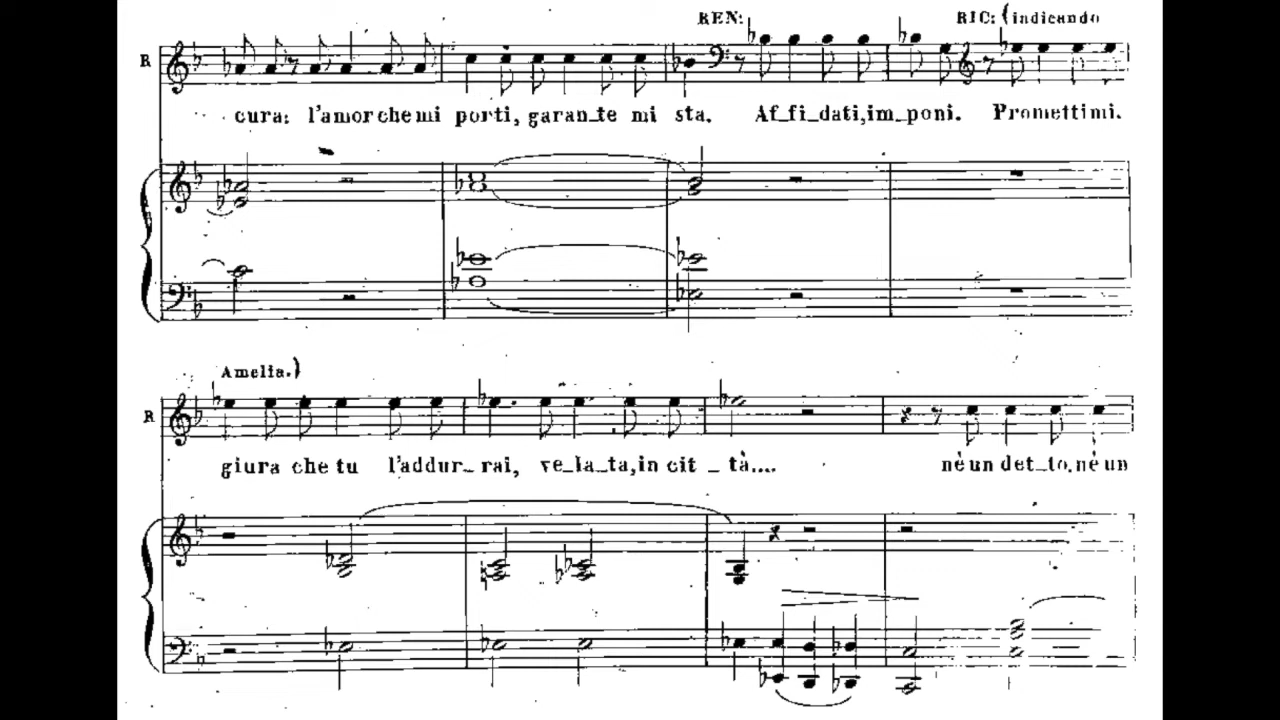 REN: RIC: (indicando
R
cura: l'amor che mi porti, garan_te mi sta. Af_fi_dati, im_poni. Promettimi.
Amelia.)
R
giura che tu l'addur_rai, ve_la_ta, in cit_tà.... nè un det_to, nè un